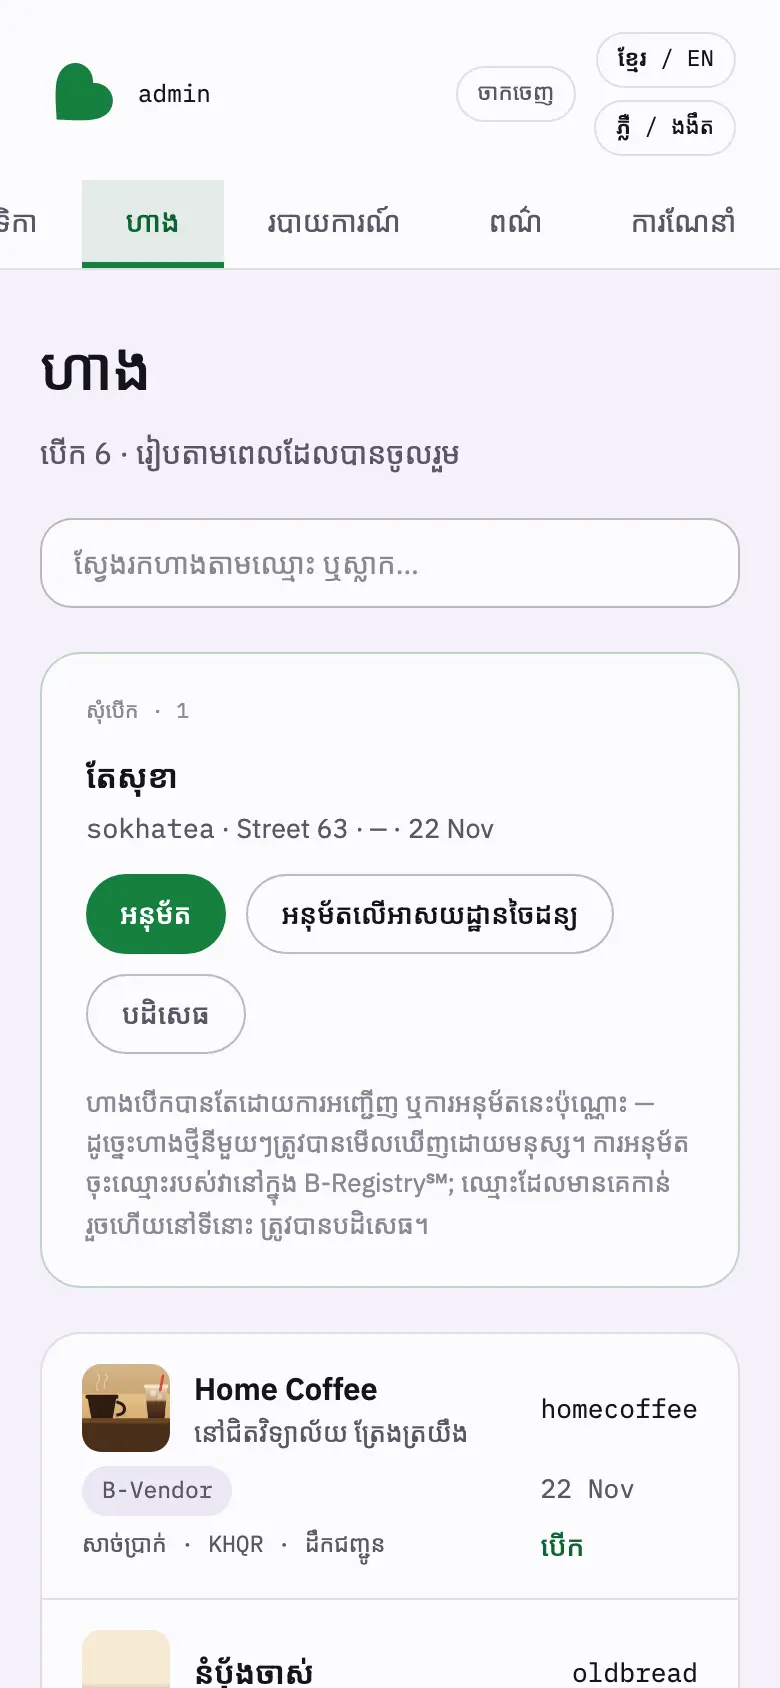 admin
ចាកចេញ
ខ្មែរ / EN
ភ្លឺ / ងងឹត
ហាង
របាយការណ៍
ពណ៌
ការណែនាំ
ហាង
បើក 6 · រៀបតាមពេលដែលបានចូលរួម
ស្វែងរកហាងតាមឈ្មោះ ឬស្លាក...
សុំបើក · 1
តែសុខា
sokhatea · Street 63 · — · 22 Nov
អនុម័ត
អនុម័តលើអាសយដ្ឋានចៃដន្យ
បដិសេធ
ហាងបើកបានតែដោយការអញ្ជើញ ឬការអនុម័តនេះប៉ុណ្ណោះ —
ដូច្នេះហាងថ្មីនីមួយៗត្រូវបានមើលឃើញដោយមនុស្ស។ ការអនុម័ត
ចុះឈ្មោះរបស់វានៅក្នុង B-Registry℠; ឈ្មោះដែលមានគេកាន់
រួចហើយនៅទីនោះ ត្រូវបានបដិសេធ។
Home Coffee
នៅជិតវិទ្យាល័យ ត្រែងត្រយឹង
homecoffee
B-Vendor
22 Nov
សាច់ប្រាក់ · KHQR · ដឹកជញ្ជូន
បើក
នំប៉័ងចាស់
oldbread